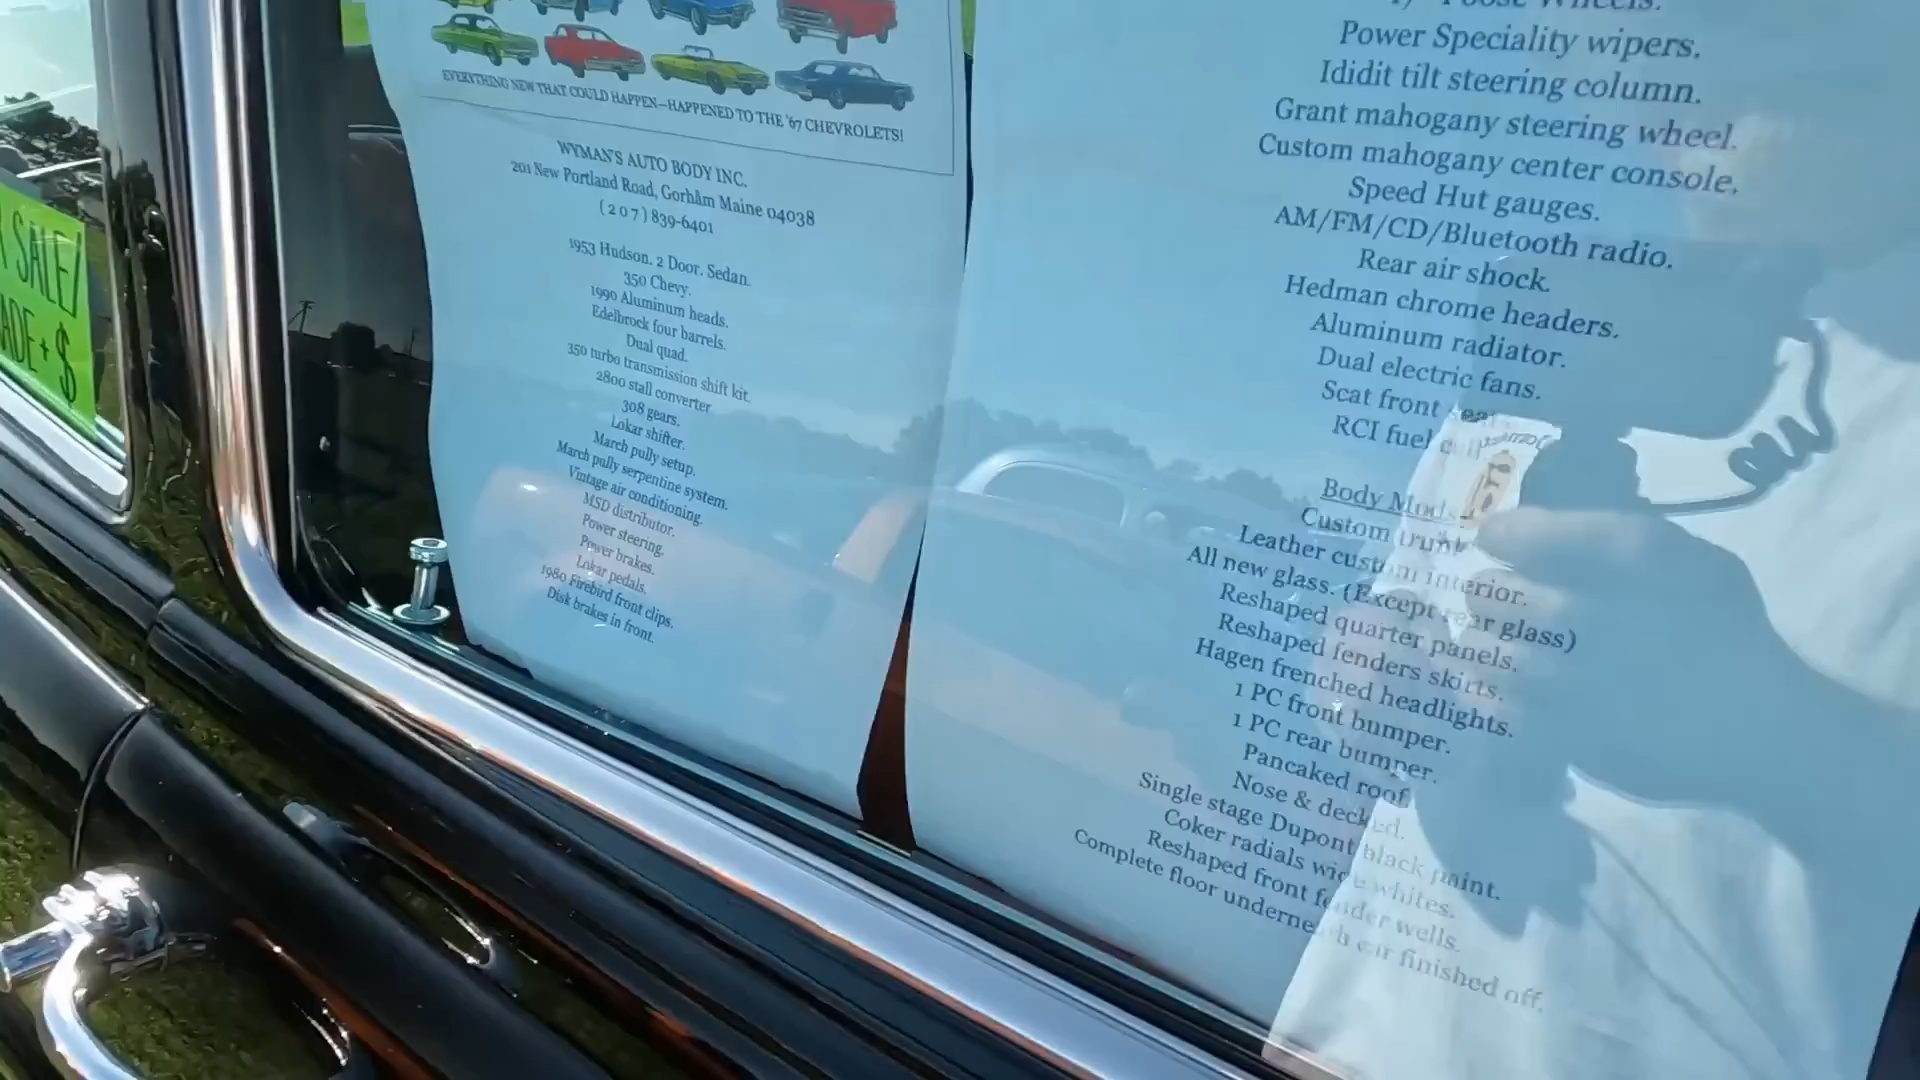 SALE/
ADE + $
EVERYTHING NEW THAT COULD HAPPEN—HAPPENED TO THE '67 CHEVROLETS!
WYMAN'S AUTO BODY INC.
201 New Portland Road, Gorham Maine 04038
(207) 839-6401
1953 Hudson. 2 Door. Sedan.
350 Chevy.
1990 Aluminum heads.
Edelbrock four barrels.
Dual quad.
350 turbo transmission shift kit.
2800 stall converter
308 gears.
Lokar shifter.
March pully setup.
March pully serpentine system.
Vintage air conditioning.
MSD distributor.
Power steering.
Power brakes.
Lokar pedals.
1980 Firebird front clips.
Disk brakes in front.
Wheels.
Power Speciality wipers.
Ididit tilt steering column.
Grant mahogany steering wheel.
Custom mahogany center console.
Speed Hut gauges.
AM/FM/CD/Bluetooth radio.
Rear air shock.
Hedman chrome headers.
Aluminum radiator.
Dual electric fans.
Scat front
RCI fuel
Body Mods
Custom trunk
Leather custom interior.
All new glass. (Except rear glass)
Reshaped quarter panels.
Reshaped fenders skirts.
Hagen frenched headlights.
1 PC front bumper.
1 PC rear bumper.
Pancaked roof
Nose & decked.
Single stage Dupont black paint.
Coker radials wide whites.
Reshaped front fender wells.
Complete floor underneath car finished off.